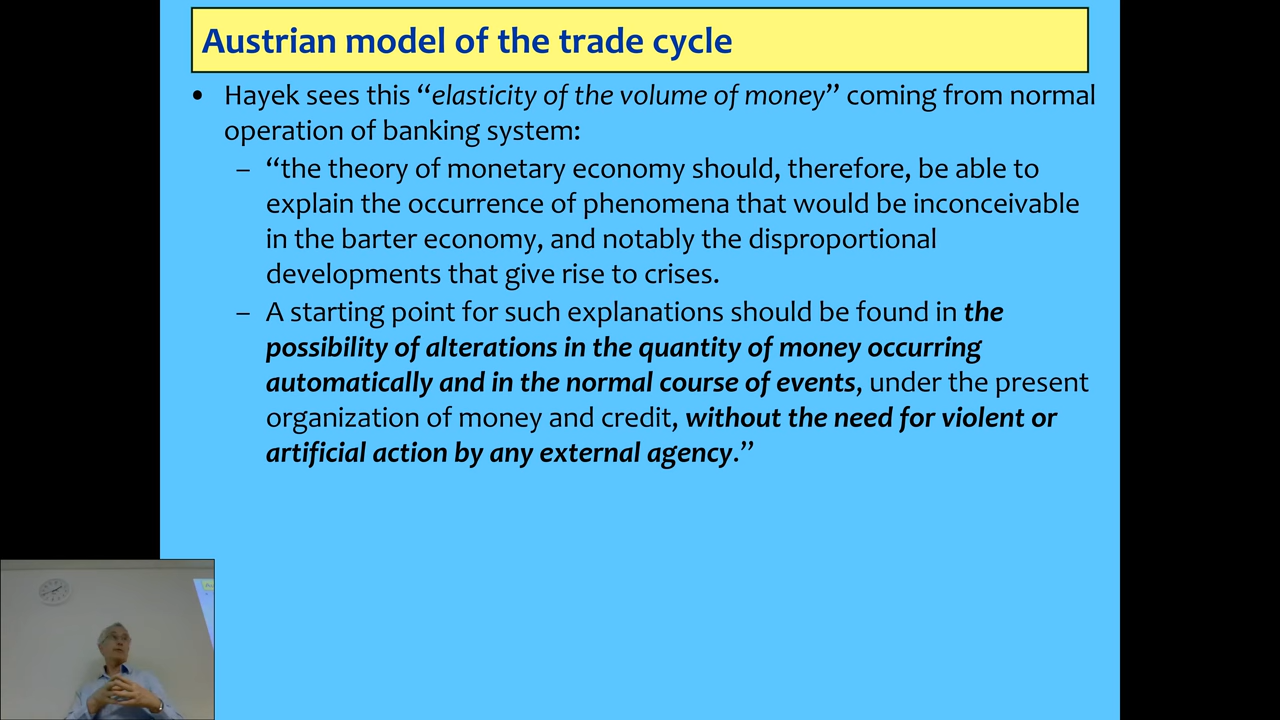 Austrian model of the trade cycle
• Hayek sees this “elasticity of the volume of money” coming from normal
operation of banking system:
– “the theory of monetary economy should, therefore, be able to
explain the occurrence of phenomena that would be inconceivable
in the barter economy, and notably the disproportional
developments that give rise to crises.
– A starting point for such explanations should be found in the
possibility of alterations in the quantity of money occurring
automatically and in the normal course of events, under the present
organization of money and credit, without the need for violent or
artificial action by any external agency.”